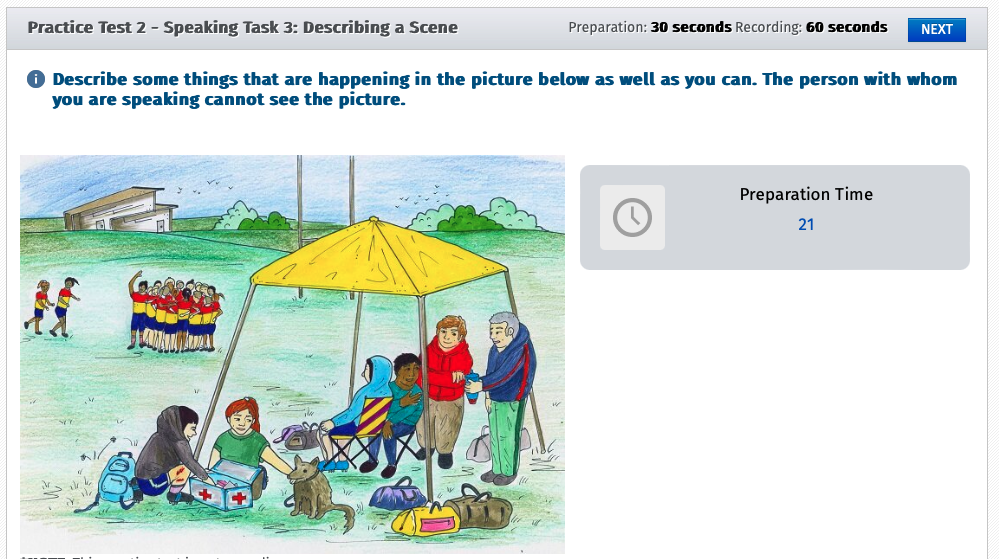 Practice Test 2 - Speaking Task 3: Describing a Scene
Preparation: 30 seconds Recording: 60 seconds
NEXT
Describe some things that are happening in the picture below as well as you can. The person with whom
you are speaking cannot see the picture.
Preparation Time
21